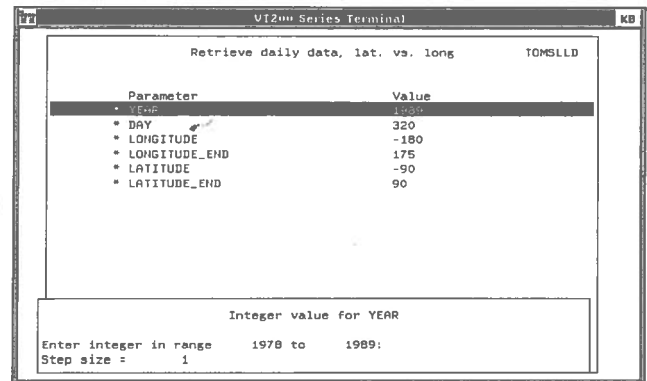 VT200 Series Terminal KB
Retrieve daily data, lat. vs. long TOMSLLD
Parameter Value
* YEAR 1989
* DAY 320
* LONGITUDE -180
* LONGITUDE_END 175
* LATITUDE -90
* LATITUDE_END 90
Integer value for YEAR
Enter integer in range 1978 to 1989:
Step size = 1